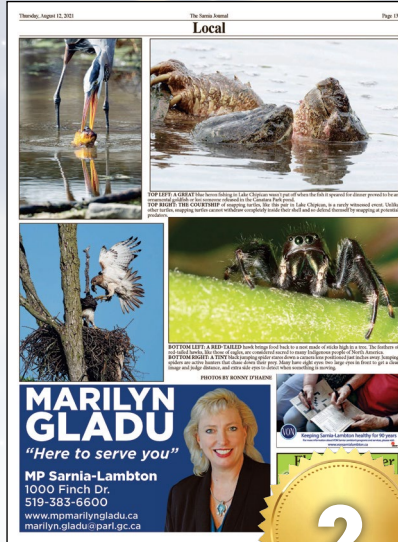 Thursday, August 12, 2021
The Sarnia Journal
Page 13
Local
TOP LEFT: A GREAT blue heron fishing in Lake Chipican wasn't put off when the fish it speared for dinner proved to be an
ornamental goldfish or koi someone released in the Canatara Park pond.
TOP RIGHT: THE COURTSHIP of snapping turtles, like this pair in Lake Chipican, is a rarely witnessed event. Unlike
other turtles, snapping turtles cannot withdraw completely inside their shell and so defend themself by snapping at potential
predators.
BOTTOM LEFT: A RED-TAILED hawk brings food back to a nest made of sticks high in a tree. The feathers of
red-tailed hawks, like those of eagles, are considered sacred to many Indigenous people of North America.
BOTTOM RIGHT: A TINY black jumping spider stares down a camera lens positioned just inches away. Jumping
spiders are active hunters that chase down their prey. Many have eight eyes: two large eyes in front to get a clear
image and judge distance, and extra side eyes to detect when something is moving.
PHOTOS BY RONNY D'HAENE
MARILYN
GLADU
"Here to serve you"
MP Sarnia-Lambton
1000 Finch Dr.
519-383-6600
www.mpmarilyngladu.ca
marilyn.gladu@parl.gc.ca
VON
Keeping Sarnia-Lambton healthy for 90 years
2